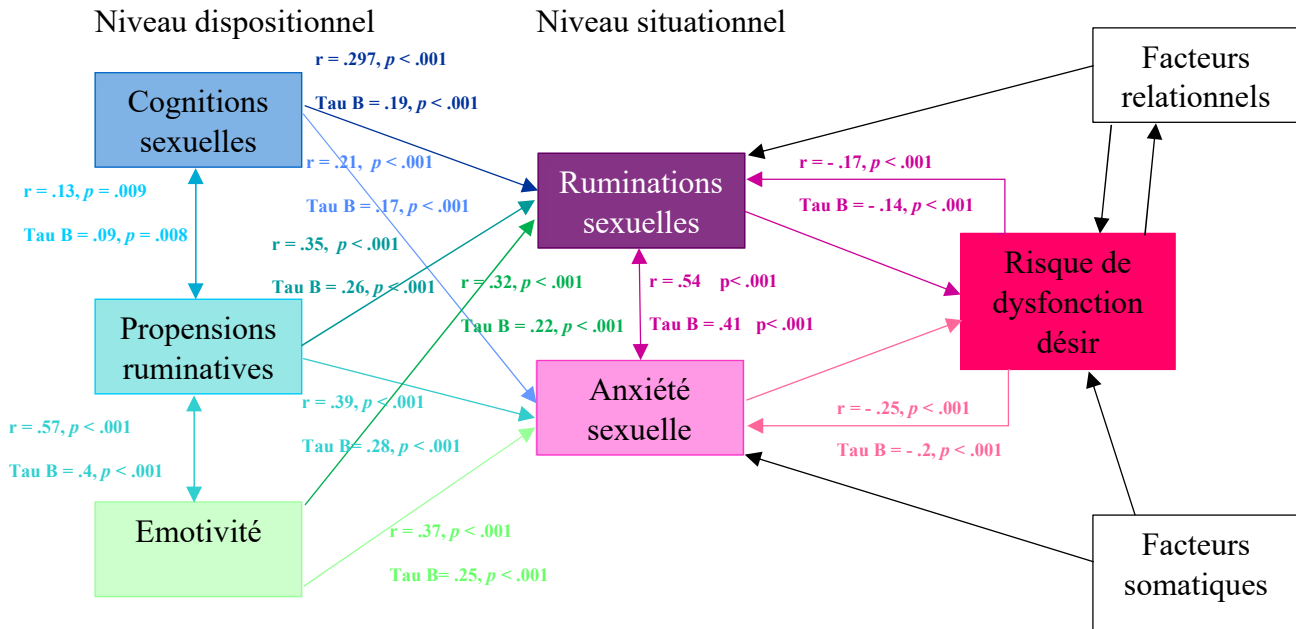 Niveau dispositionnel
Niveau situationnel
Cognitions
sexuelles
r = .297, p < .001
Tau B = .19, p < .001
r = .21, p < .001
Tau B = .17, p < .001
r = .13, p = .009
Tau B = .09, p = .008
r = .35, p < .001
Tau B = .26, p < .001
Propensions
ruminatives
r = .32, p < .001
Tau B = .22, p < .001
r = .39, p < .001
Tau B= .28, p < .001
r = .57, p < .001
Tau B = .4, p < .001
Emotivité
r = .37, p < .001
Tau B= .25, p < .001
Ruminations
sexuelles
r = .54 p< .001
Tau B = .41 p< .001
Anxiété
sexuelle
r = - .17, p < .001
Tau B = - .14, p < .001
r = - .25, p < .001
Tau B = - .2, p < .001
Risque de
dysfonction
désir
Facteurs
relationnels
Facteurs
somatiques